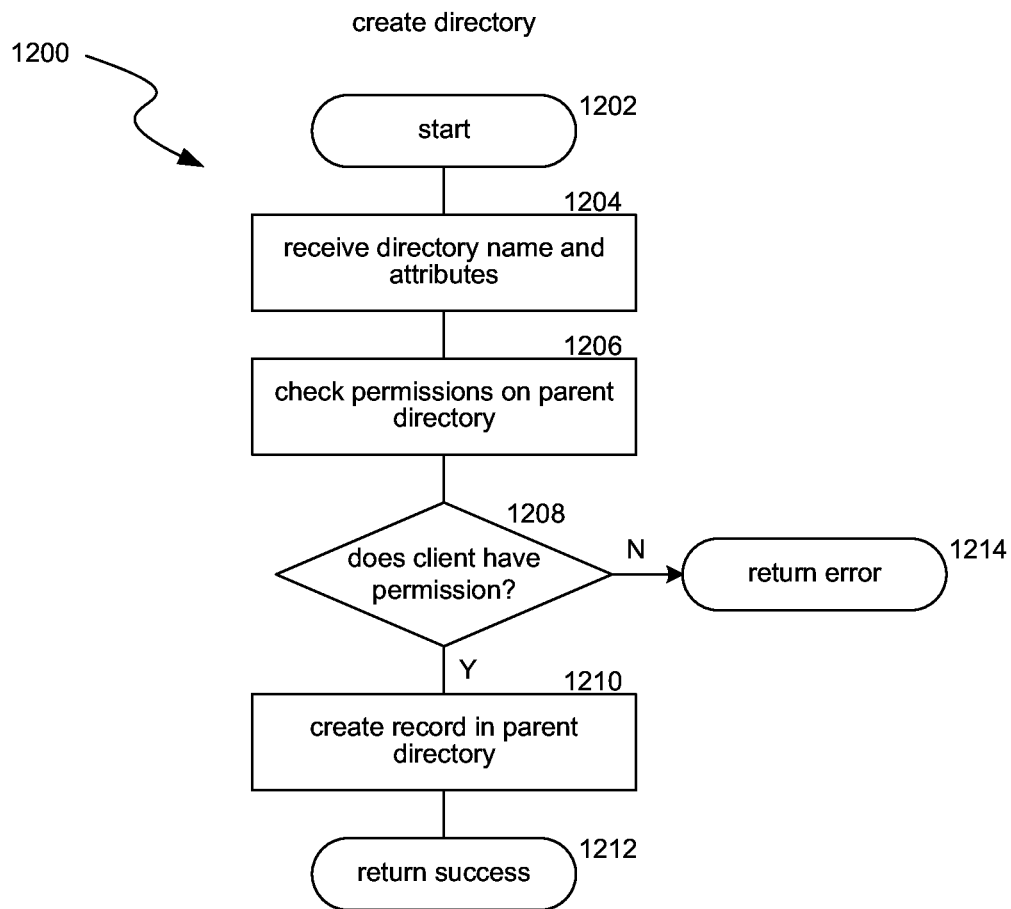 create directory
1200
1202
start
1204
receive directory name and
attributes
1206
check permissions on parent
directory
1208
does client have
permission?
N
1214
return error
Y
1210
create record in parent
directory
1212
return success